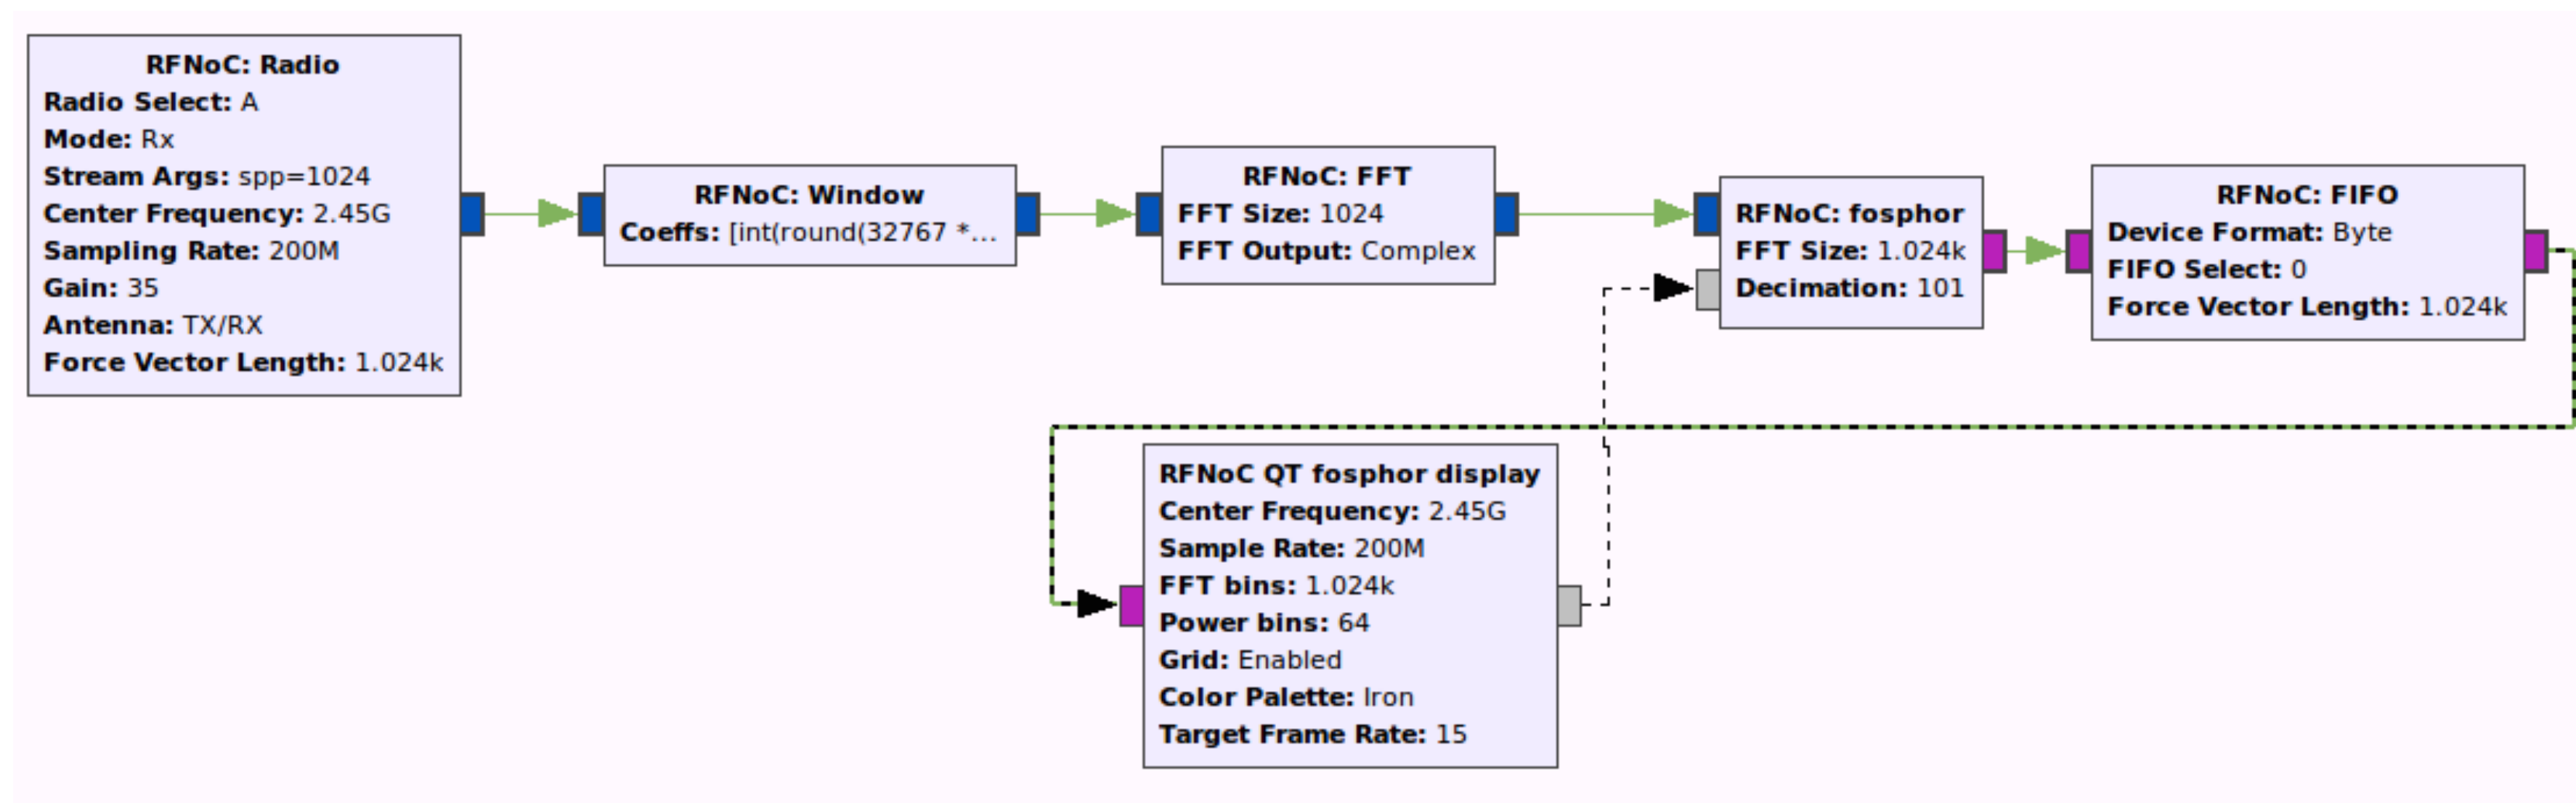 RFNoC: Radio
Radio Select: A
Mode: Rx
Stream Args: spp=1024
Center Frequency: 2.45G
Sampling Rate: 200M
Gain: 35
Antenna: TX/RX
Force Vector Length: 1.024k
RFNoC: Window
Coeffs: [int(round(32767 *...
RFNoC: FFT
FFT Size: 1024
FFT Output: Complex
RFNoC: fosphor
FFT Size: 1.024k
Decimation: 101
RFNoC: FIFO
Device Format: Byte
FIFO Select: 0
Force Vector Length: 1.024k
RFNoC QT fosphor display
Center Frequency: 2.45G
Sample Rate: 200M
FFT bins: 1.024k
Power bins: 64
Grid: Enabled
Color Palette: Iron
Target Frame Rate: 15